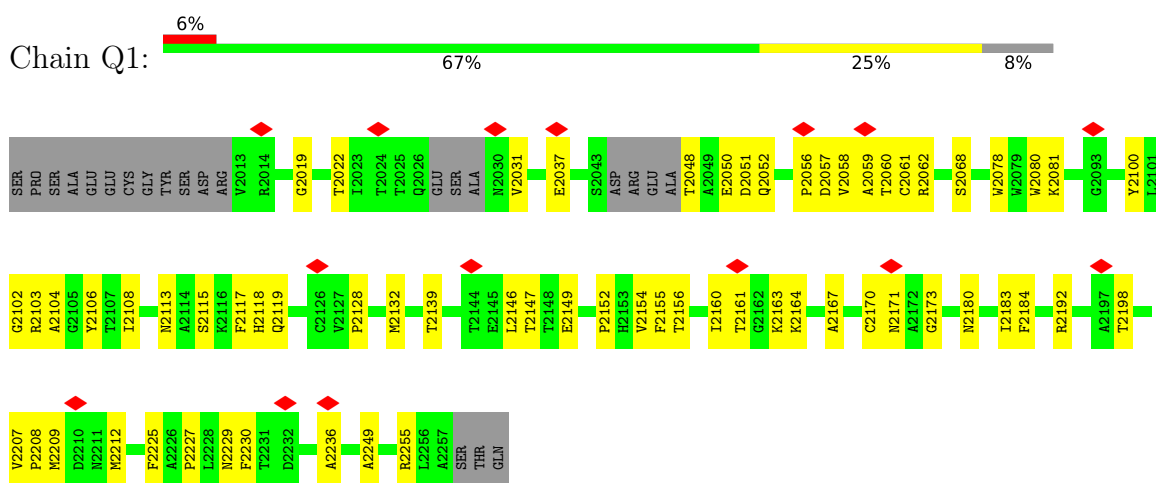 6%
Chain Q1:
67% 25% 8%
SER PRO SER ALA GLU GLU CYS GLY TYR SER ASP ARG V2013 R2014 G2019 T2022 I2023 T2024 T2025 Q2026 GLU SER ALA N2030 V2031 E2037 S2043 ASP ARG GLU ALA T2048 A2049 E2050 D2051 Q2052 P2056 D2057 V2058 A2059 T2060 C2061 R2062 S2068 W2078 W2079 W2080 K2081 G2093 Y2100 L2101
G2102 R2103 A2104 G2105 Y2106 T2107 I2108 N2113 A2114 S2115 K2116 F2117 H2118 Q2119 C2126 V2127 P2128 M2132 T2139 T2144 E2145 L2146 T2147 T2148 E2149 P2152 H2153 V2154 F2155 T2156 I2160 T2161 G2162 K2163 K2164 A2167 C2170 N2171 A2172 G2173 N2180 I2183 F2184 R2192 A2197 T2198
V2207 P2208 M2209 D2210 N2211 M2212 F2225 A2226 P2227 L2228 N2229 F2230 T2231 D2232 A2236 A2249 R2255 L2256 A2257 SER THR GLN